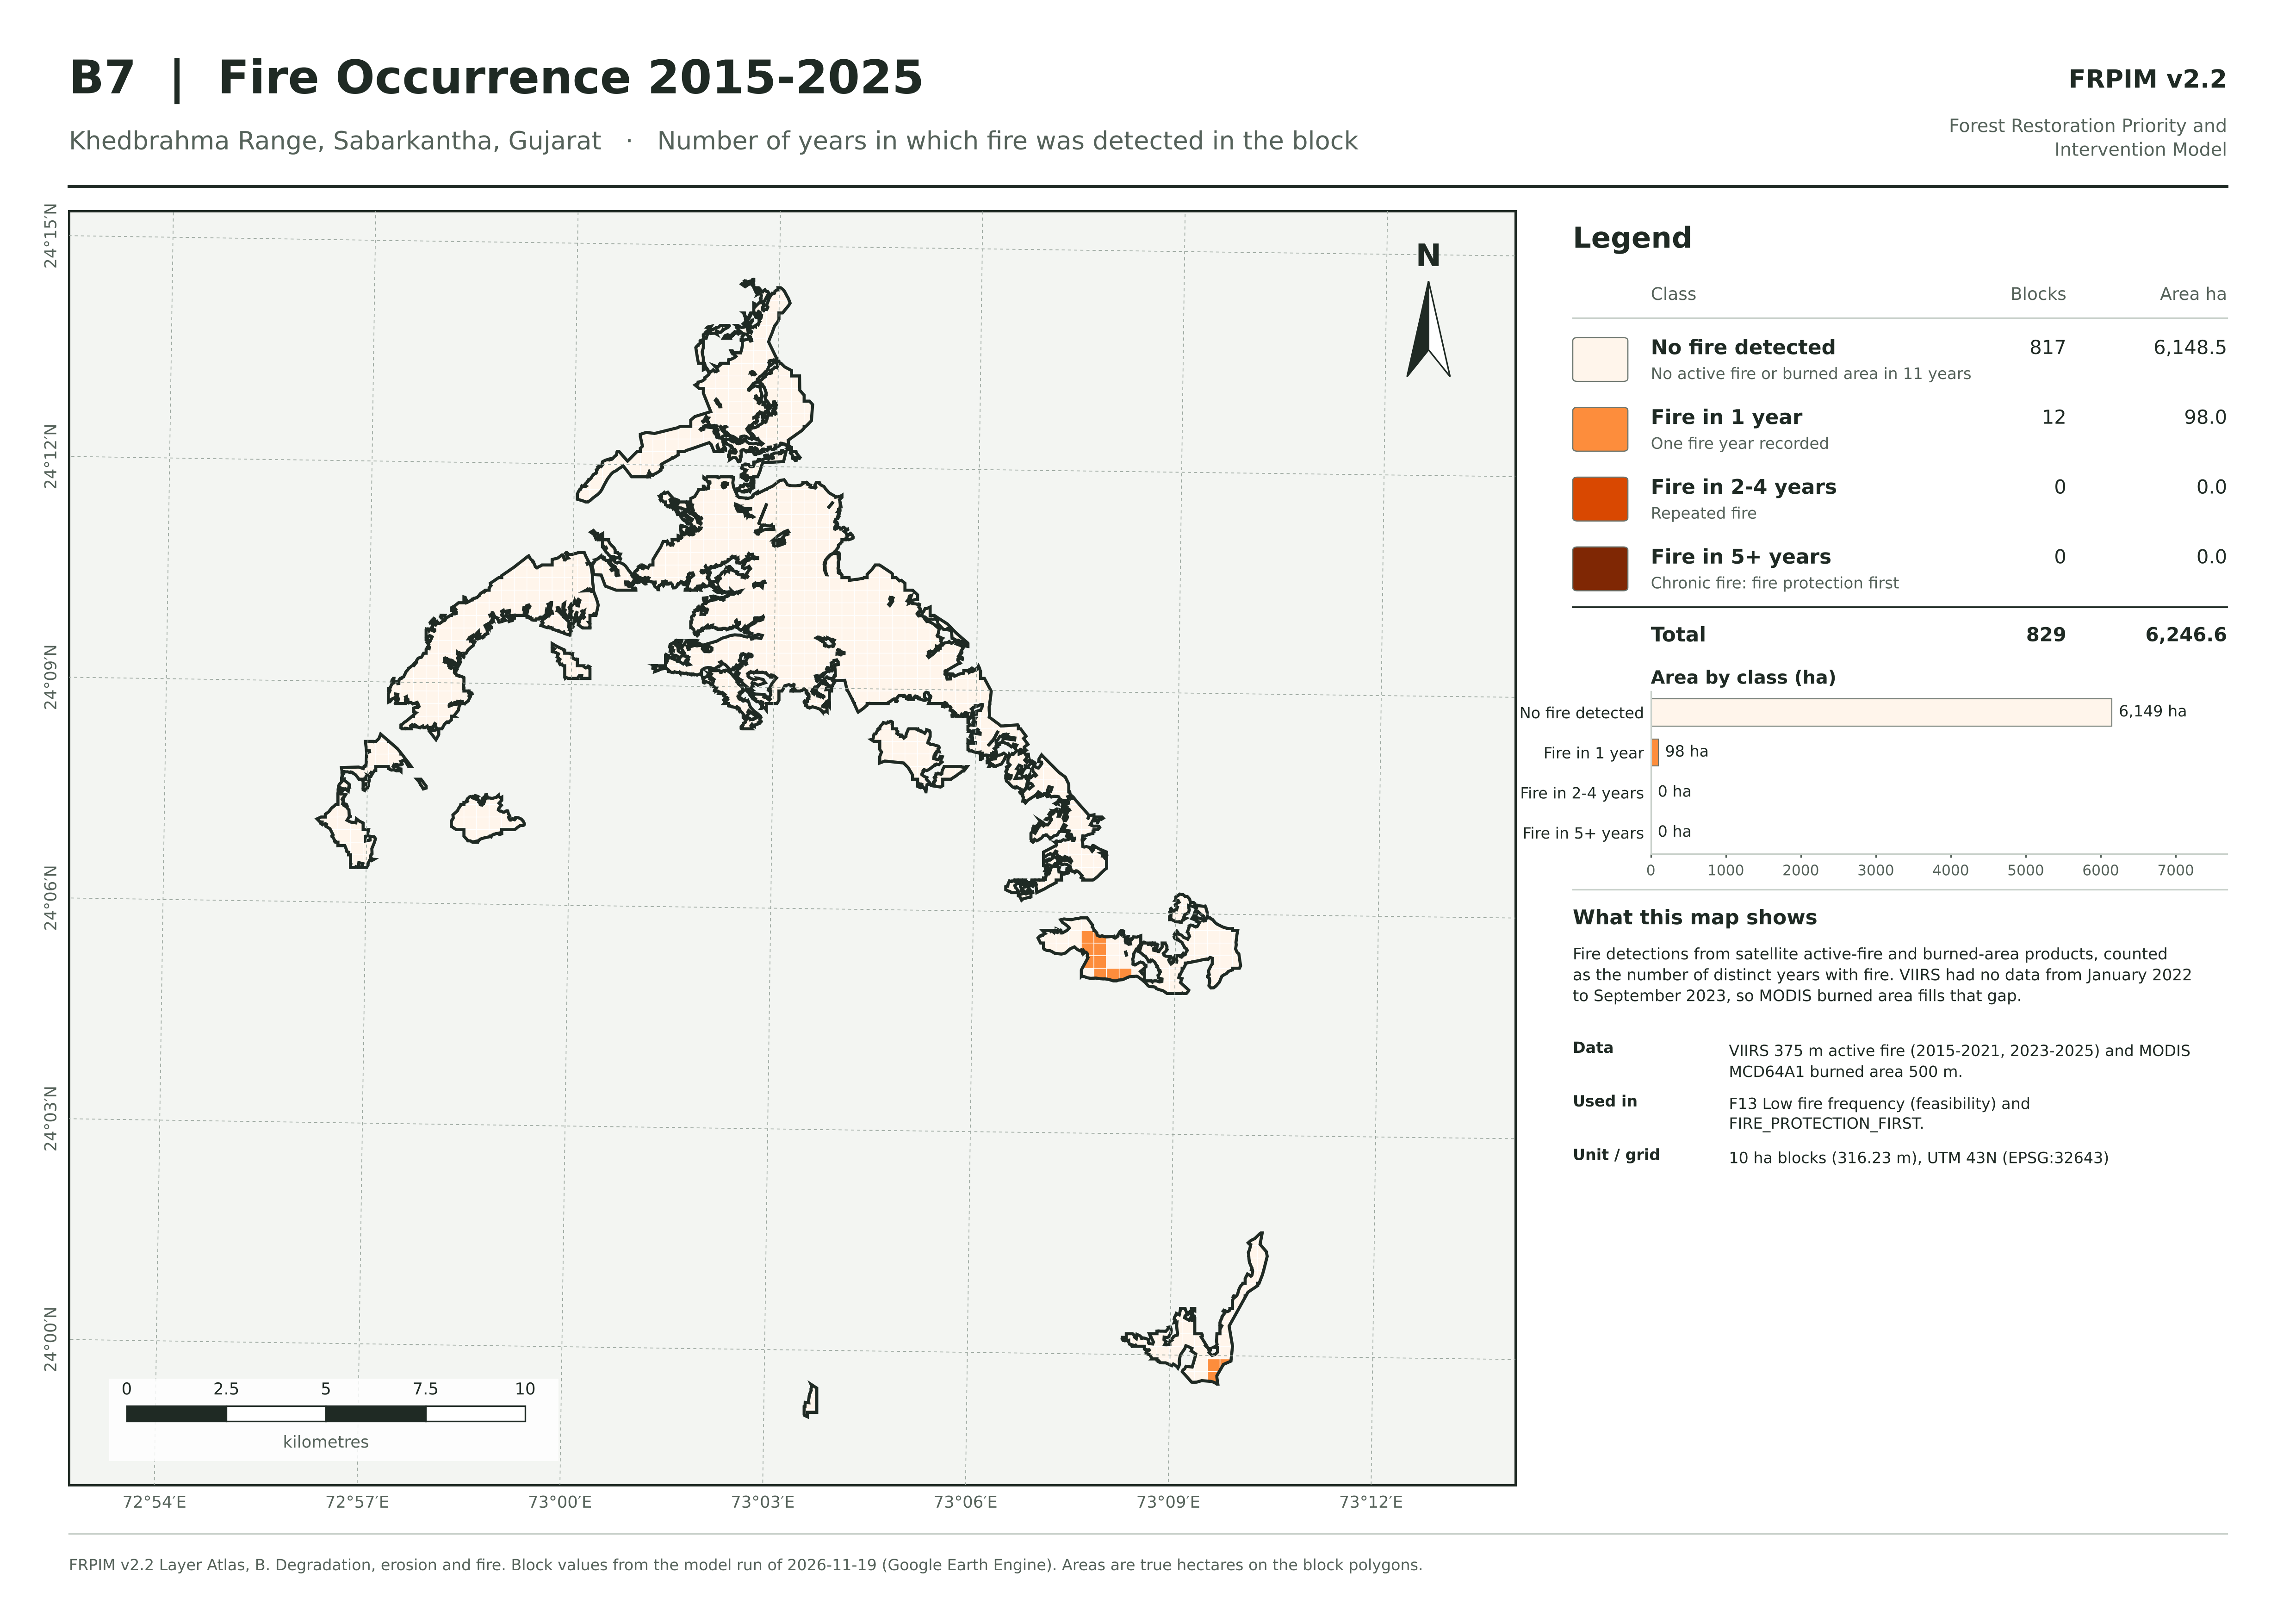 B7 | Fire Occurrence 2015-2025
FRPIM v2.2
Khedbrahma Range, Sabarkantha, Gujarat · Number of years in which fire was detected in the block
Forest Restoration Priority and
Intervention Model
24°15′N
24°12′N
24°09′N
24°06′N
24°03′N
24°00′N
N
0 2.5 5 7.5 10
kilometres
72°54′E 72°57′E 73°00′E 73°03′E 73°06′E 73°09′E 73°12′E
Legend
Class Blocks Area ha
No fire detected 817 6,148.5
No active fire or burned area in 11 years
Fire in 1 year 12 98.0
One fire year recorded
Fire in 2-4 years 0 0.0
Repeated fire
Fire in 5+ years 0 0.0
Chronic fire: fire protection first
Total 829 6,246.6
Area by class (ha)
No fire detected 6,149 ha
Fire in 1 year 98 ha
Fire in 2-4 years 0 ha
Fire in 5+ years 0 ha
0 1000 2000 3000 4000 5000 6000 7000
What this map shows
Fire detections from satellite active-fire and burned-area products, counted
as the number of distinct years with fire. VIIRS had no data from January 2022
to September 2023, so MODIS burned area fills that gap.
Data VIIRS 375 m active fire (2015-2021, 2023-2025) and MODIS
MCD64A1 burned area 500 m.
Used in F13 Low fire frequency (feasibility) and
FIRE_PROTECTION_FIRST.
Unit / grid 10 ha blocks (316.23 m), UTM 43N (EPSG:32643)
FRPIM v2.2 Layer Atlas, B. Degradation, erosion and fire. Block values from the model run of 2026-11-19 (Google Earth Engine). Areas are true hectares on the block polygons.